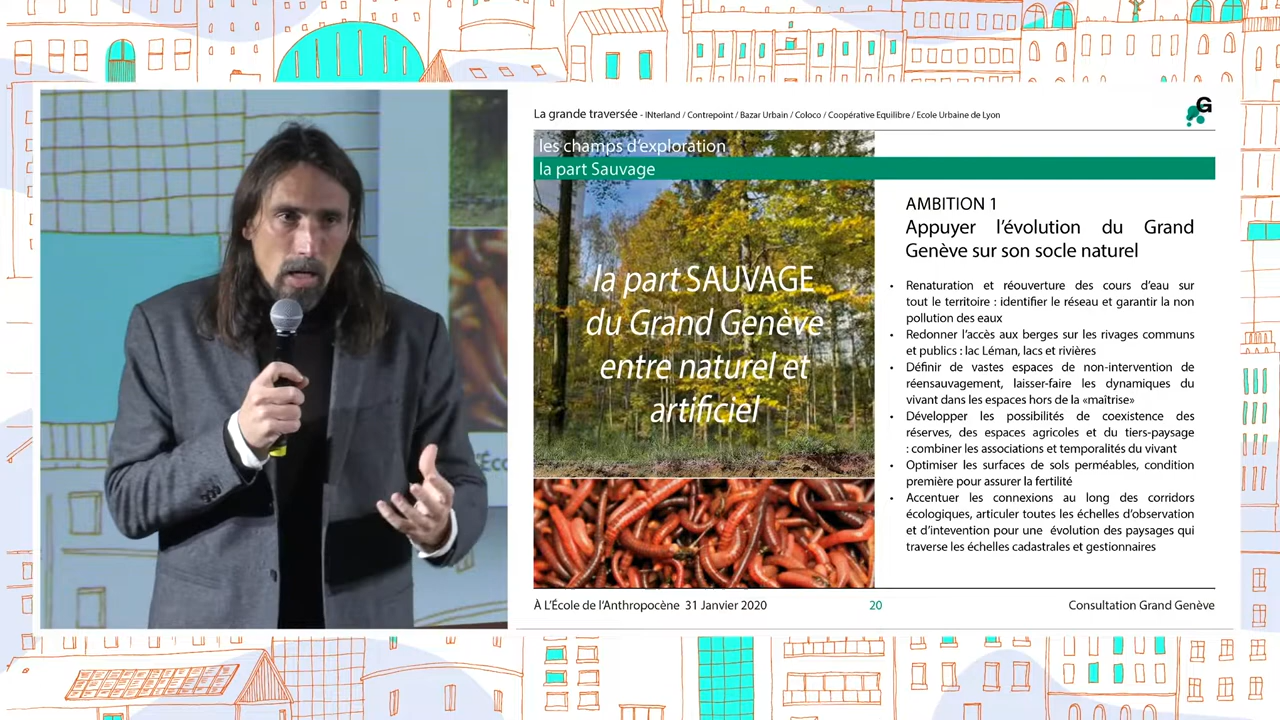 La grande traversée - INterland / Contrepoint / Bazar Urbain / Coloco / Coopérative Equilibre / Ecole Urbaine de Lyon
G
les champs d'exploration
la part Sauvage
la part SAUVAGE
du Grand Genève
entre naturel et
artificiel
AMBITION 1
Appuyer l'évolution du Grand
Genève sur son socle naturel
• Renaturation et réouverture des cours d'eau sur
tout le territoire : identifier le réseau et garantir la non
pollution des eaux
• Redonner l'accès aux berges sur les rivages communs
et publics : lac Léman, lacs et rivières
• Définir de vastes espaces de non-intervention de
réensauvagement, laisser-faire les dynamiques du
vivant dans les espaces hors de la «maîtrise»
• Développer les possibilités de coexistence des
réserves, des espaces agricoles et du tiers-paysage
: combiner les associations et temporalités du vivant
• Optimiser les surfaces de sols perméables, condition
première pour assurer la fertilité
• Accentuer les connexions au long des corridors
écologiques, articuler toutes les échelles d'observation
et d'intevention pour une évolution des paysages qui
traverse les échelles cadastrales et gestionnaires
À L'École de l'Anthropocène 31 Janvier 2020
20
Consultation Grand Genève